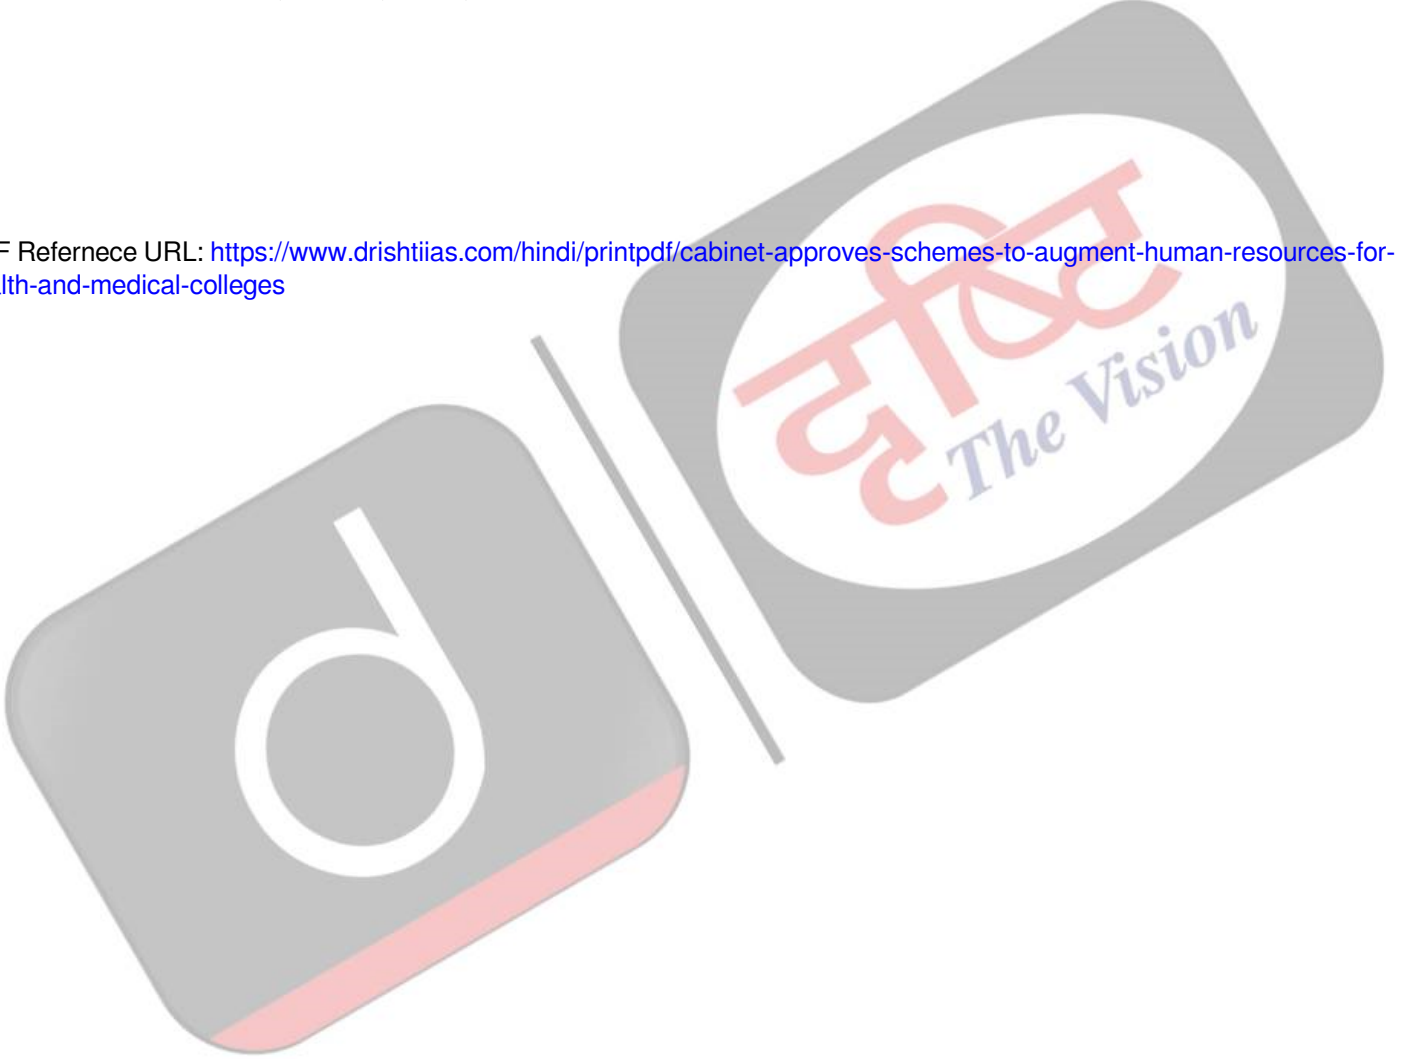 F Refernece URL: https://www.drishtiias.com/hindi/printpdf/cabinet-approves-schemes-to-augment-human-resources-for-
lth-and-medical-colleges
दृष्टि
The Vision
d